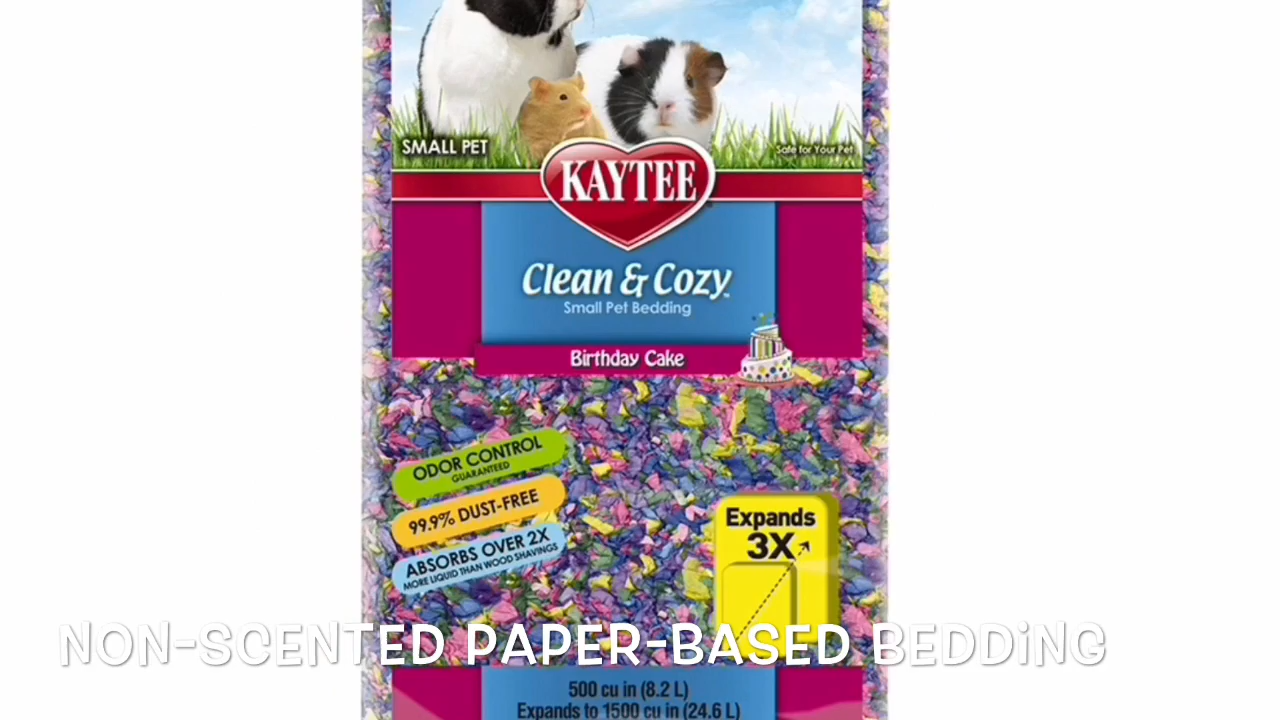 SMALL PET
Safe for Your Pet
KAYTEE
Clean & Cozy™
Small Pet Bedding
Birthday Cake
ODOR CONTROL
GUARANTEED
99.9% DUST-FREE
ABSORBS OVER 2X
MORE LIQUID THAN WOOD SHAVINGS
Expands
3X
NON-SCENTED PAPER-BASED BEDDING
500 cu in (8.2 L)
Expands to 1500 cu in (24.6 L)